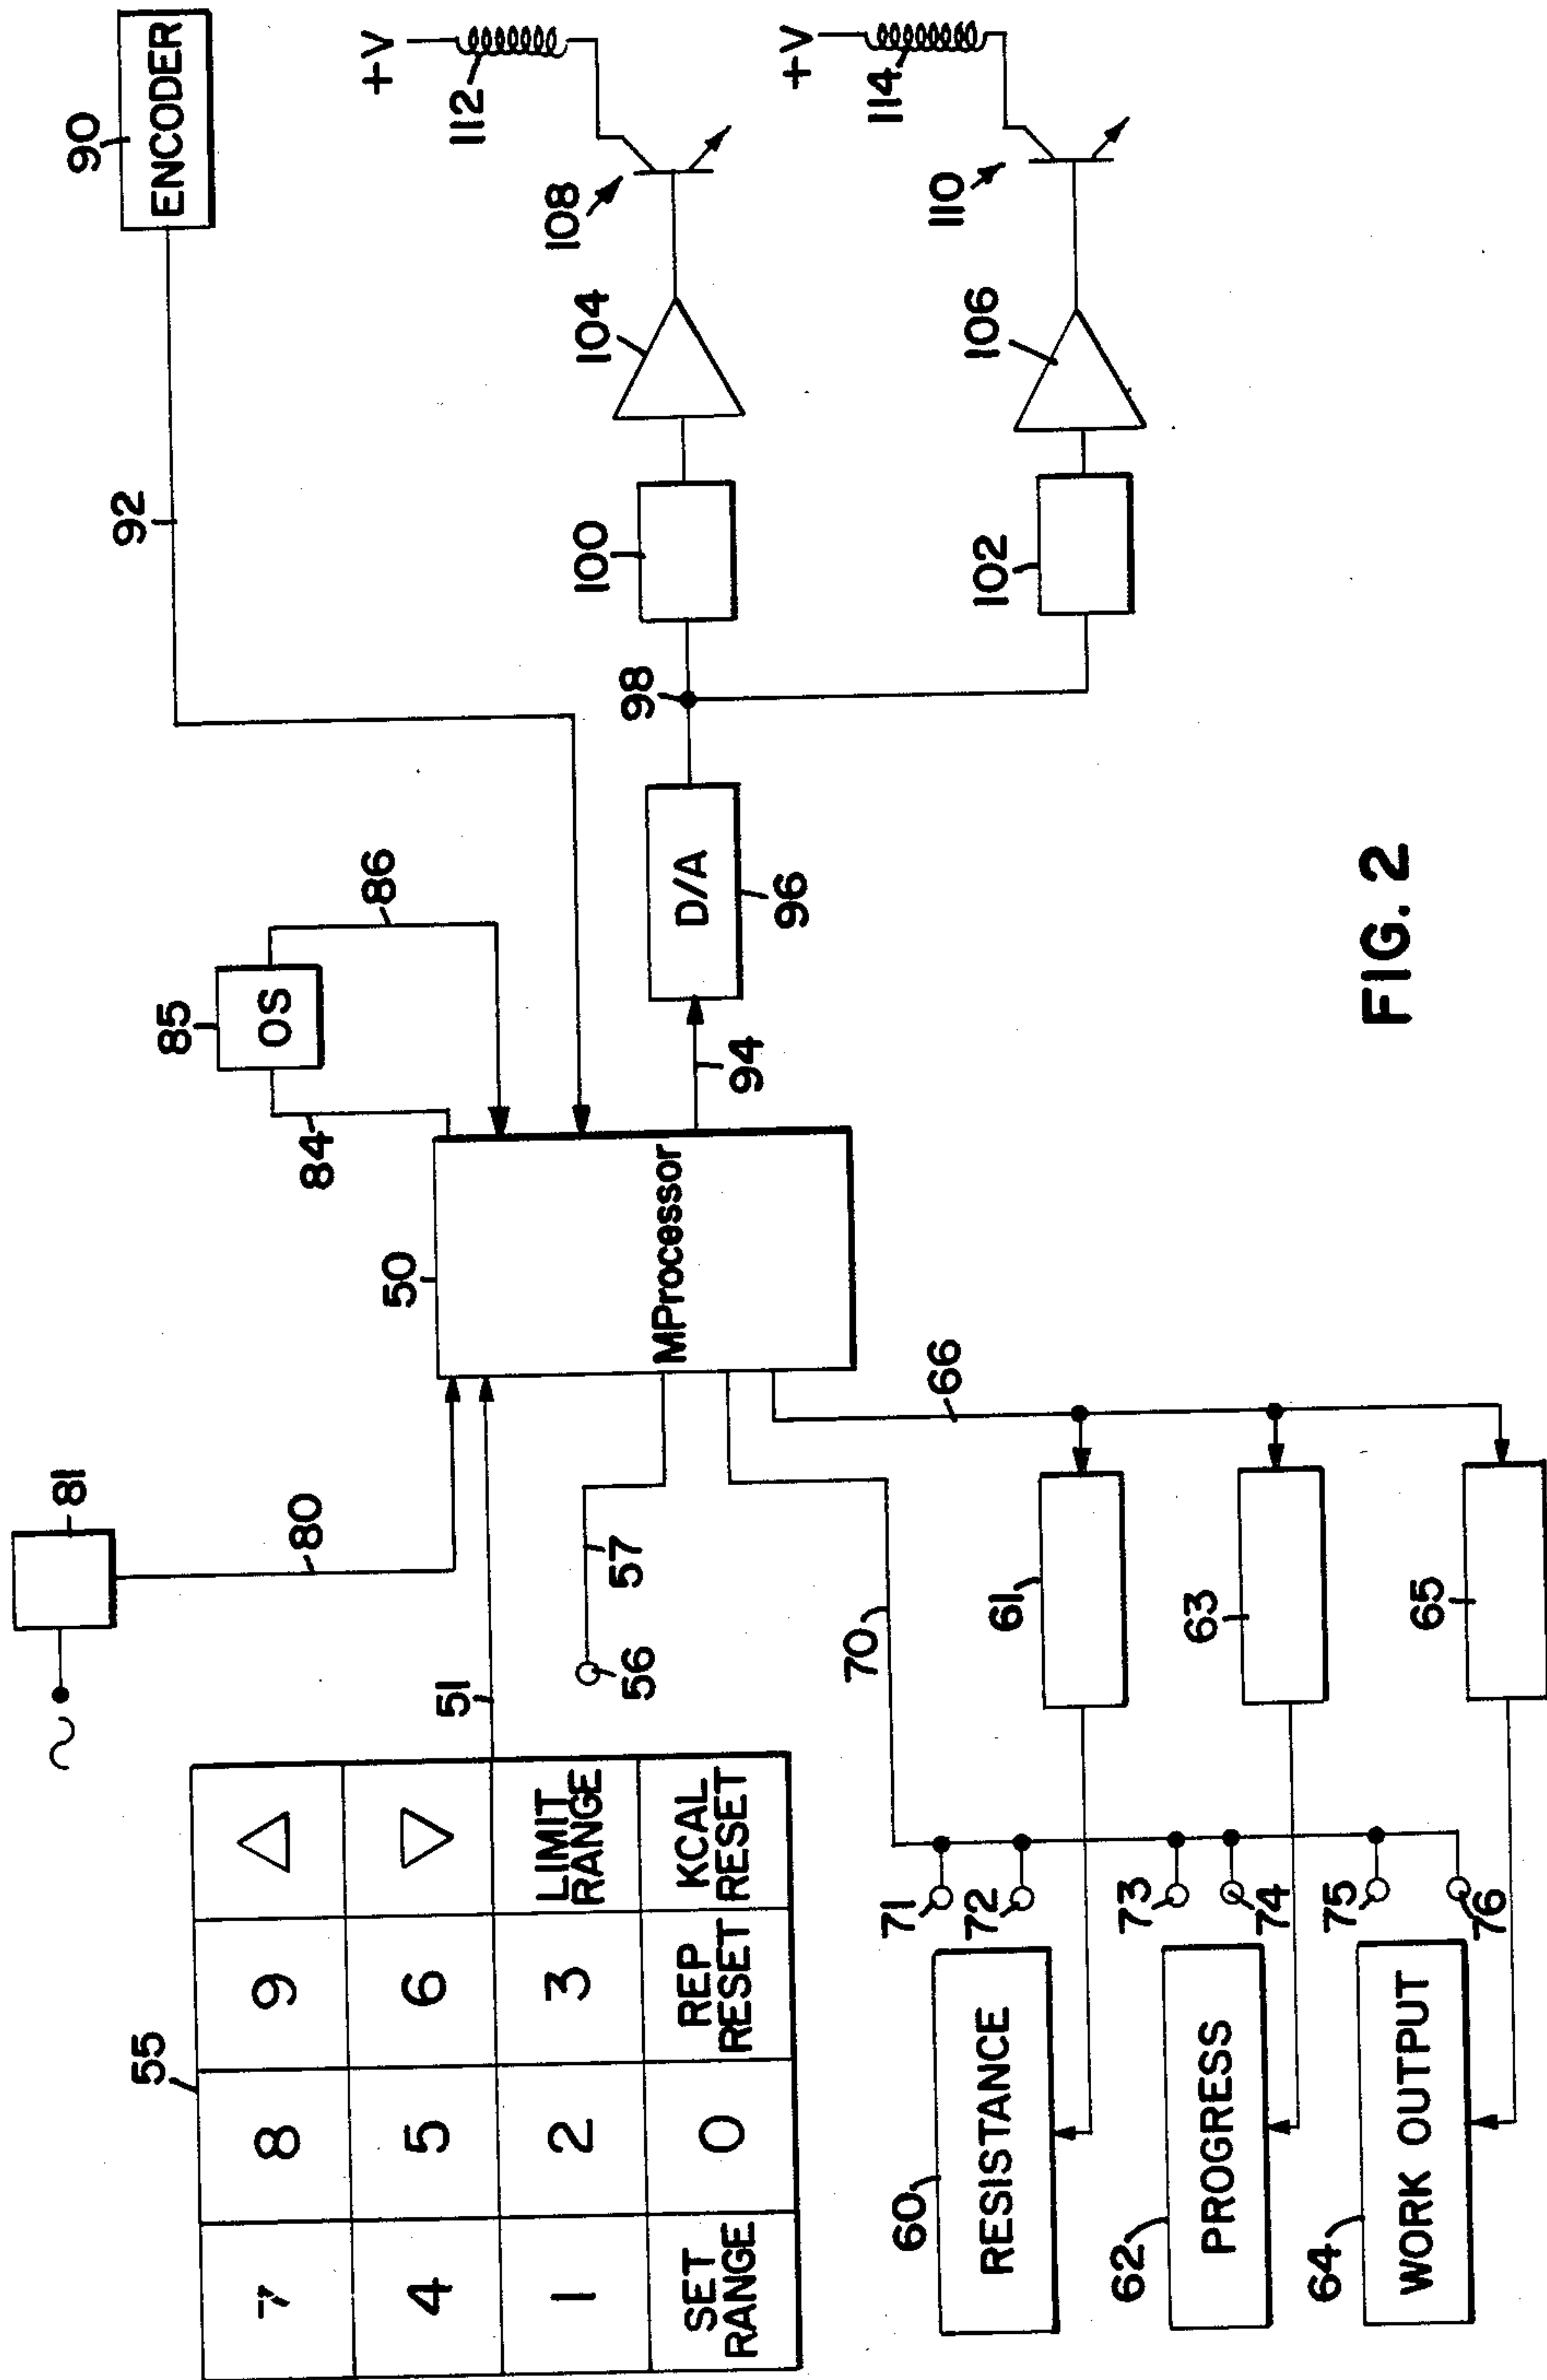 90
ENCODER
92
+V
112
108
104
100
98
+V
114
110
106
102
85
OS
86
84
D/A
96
94
50
MProcessor
81
80
51
57
56
66
70
61
63
65
55
7 8 9 △
4 5 6 ▽
1 2 3 LIMIT RANGE
SET RANGE 0 REP RESET KCAL RESET
71
72
73
74
75
76
60
RESISTANCE
62
PROGRESS
64
WORK OUTPUT
FIG. 2